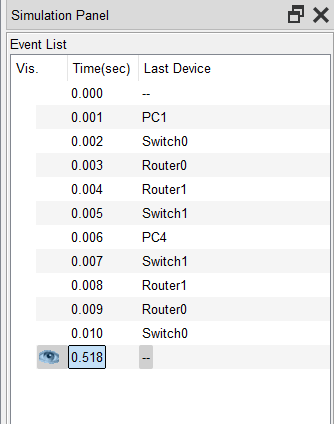 Simulation Panel
Event List
Vis. Time(sec) Last Device
0.000 --
0.001 PC1
0.002 Switch0
0.003 Router0
0.004 Router1
0.005 Switch1
0.006 PC4
0.007 Switch1
0.008 Router1
0.009 Router0
0.010 Switch0
0.518 --